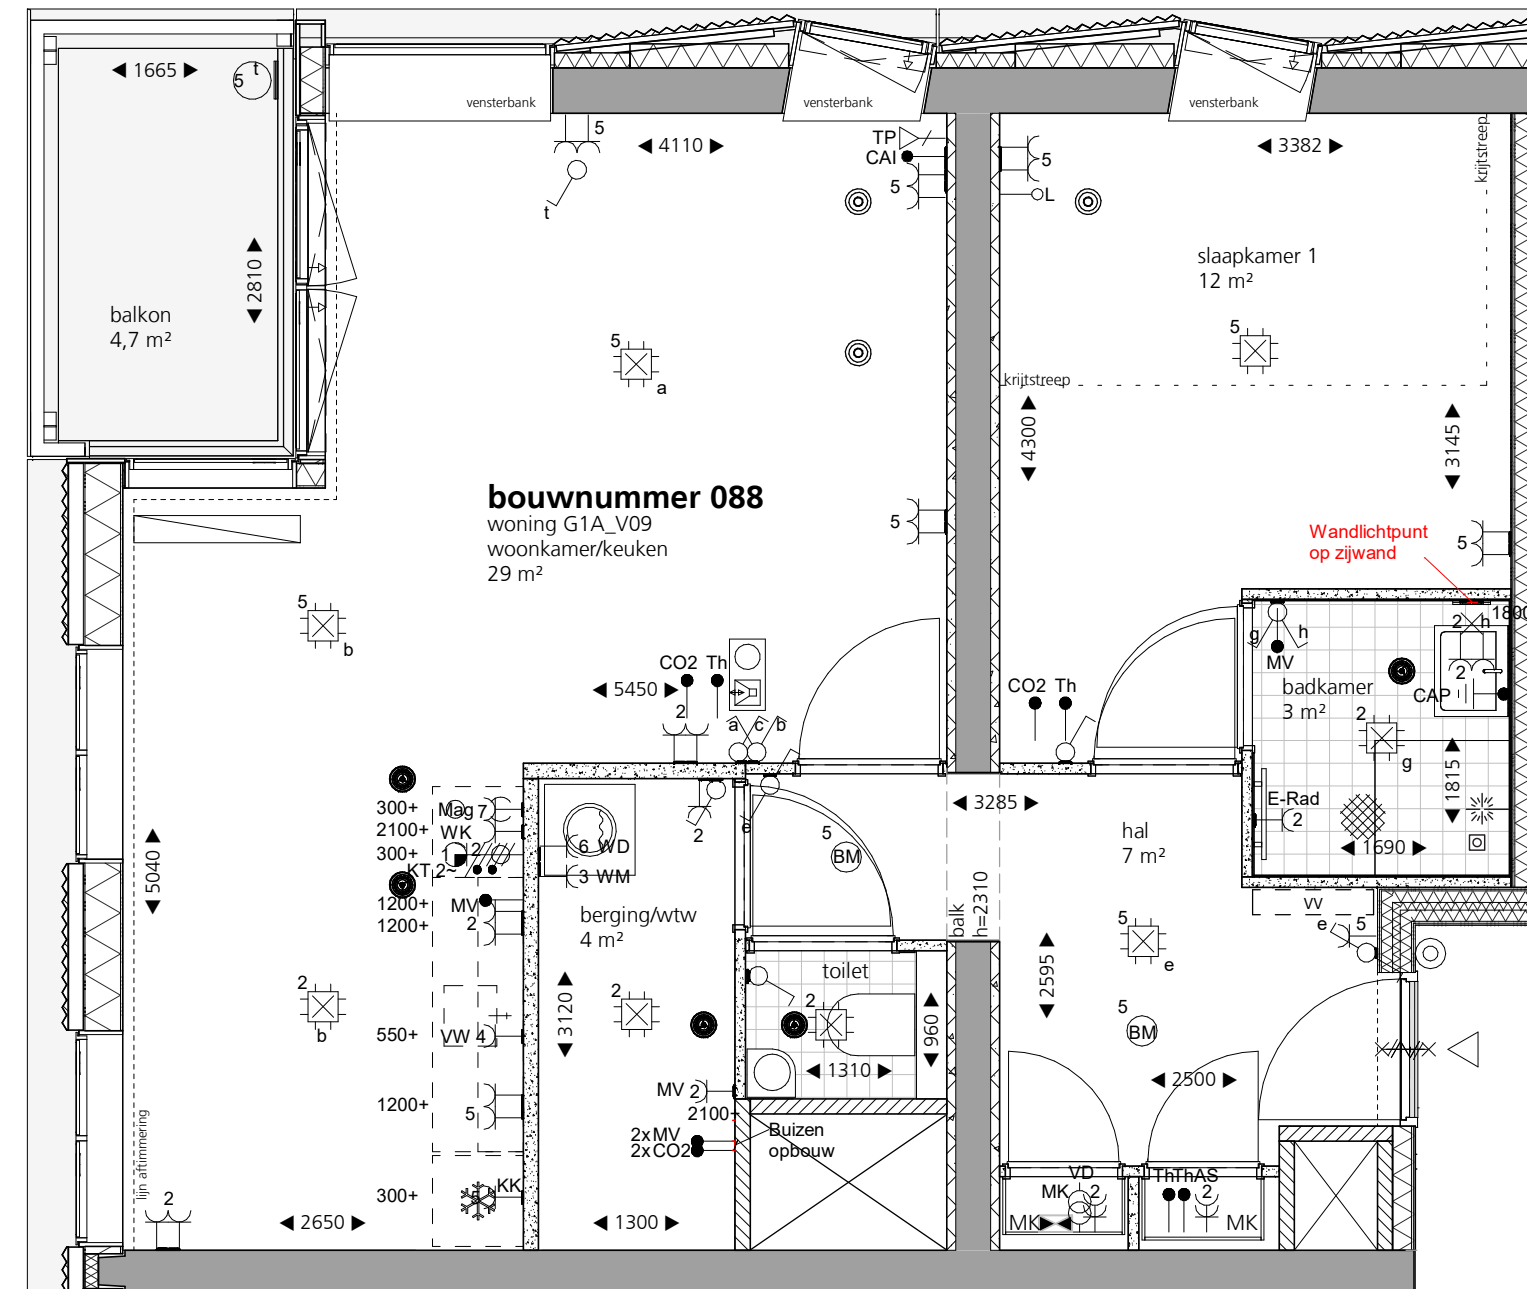 1665
5
t
vensterbank
vensterbank
vensterbank
5
t
4110
TP
CAI
5
5
L
3382
krijtstreep
slaapkamer 1
12 m²
2810
balkon
4,7 m²
5
a
5
krijtstreep
4300
3145
bouwnummer 088
woning G1A_V09
woonkamer/keuken
29 m²
5
5
Wandlichtpunt
op zijwand
5
b
CO2 Th
5450
2
a c b
CO2 Th
g h
MV
2 h
1800
2
badkamer
3 m²
CAP
2
g
1815
E-Rad
2
1690
300+
Mag 7
2100+
WK
300+
1 2
KT 2~
1200+
MV
1200+
2
5040
6 WD
3 WM
2
e
5
BM
3285
hal
7 m²
balk
h=2310
berging/wtw
4 m²
toilet
vv
e
5
5
e
2595
2
b
3120
2
2
960
1310
5
BM
550+
VW 4
2500
MV 2
2100+
1200+
5
2x MV
2x CO2
Buizen
opbouw
lijn aftimmering
2
2650
300+
KK
1300
VD
MK
2
MK
ThThAS
2
MK